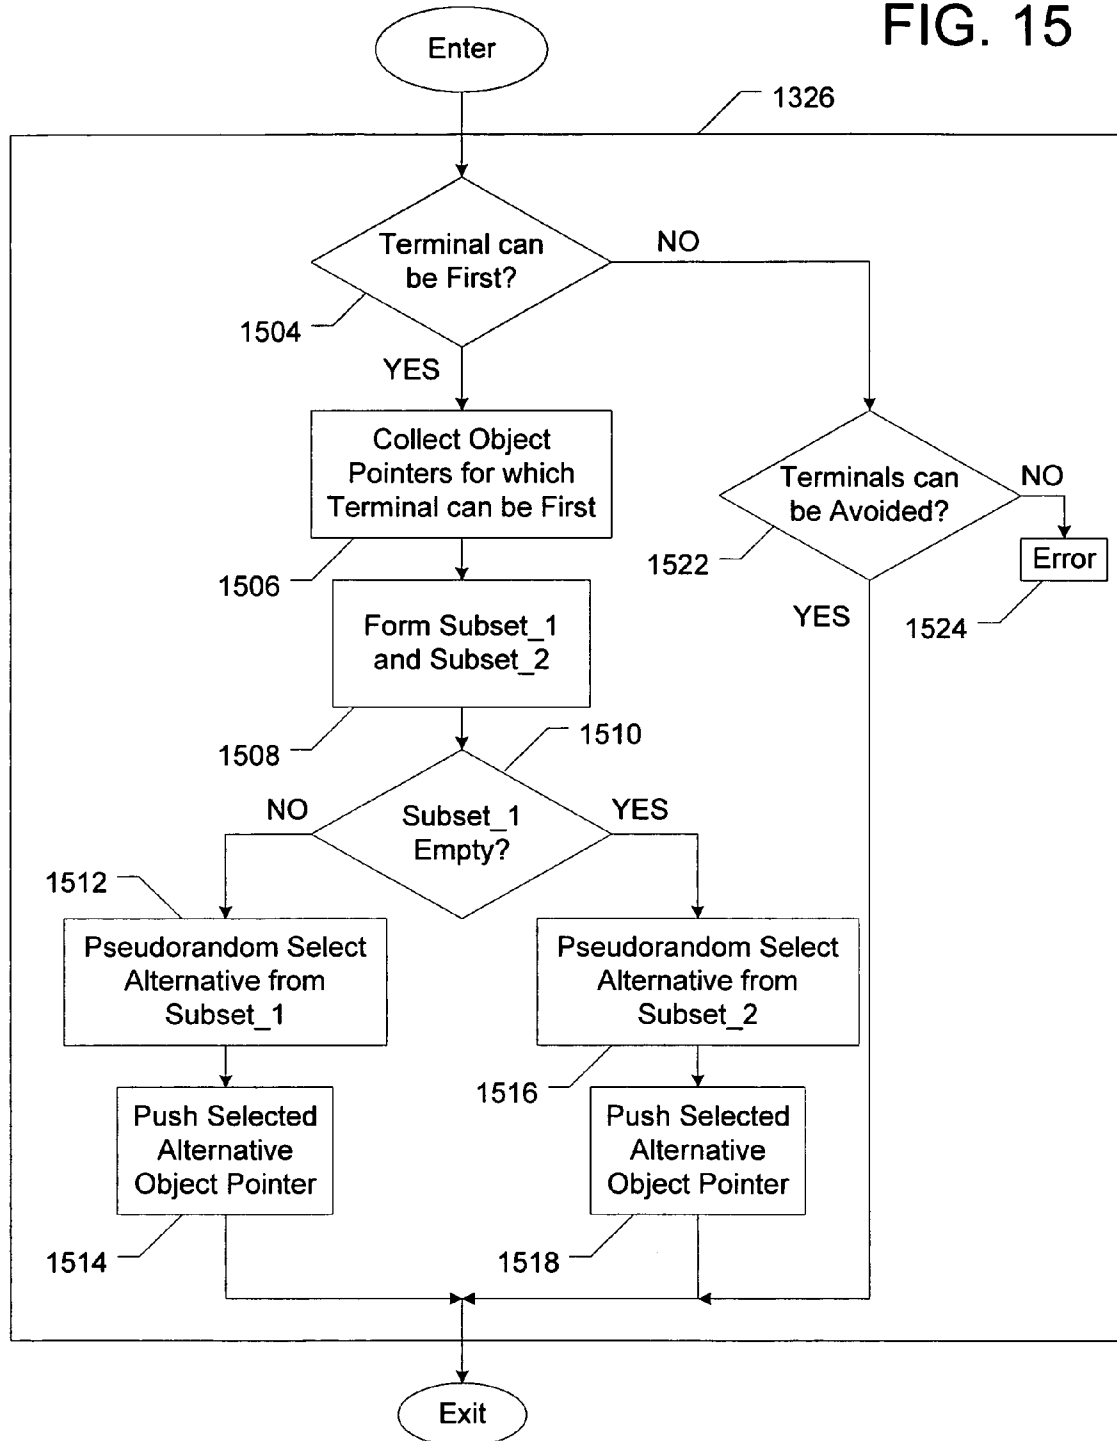 FIG. 15
Enter
1326
Terminal can
be First?
NO
1504
YES
Collect Object
Pointers for which
Terminal can be First
1506
Terminals can
be Avoided?
NO
1522
Error
YES
1524
Form Subset_1
and Subset_2
1508
1510
Subset_1
Empty?
NO
YES
1512
Pseudorandom Select
Alternative from
Subset_1
Pseudorandom Select
Alternative from
Subset_2
1516
Push Selected
Alternative
Object Pointer
1514
Push Selected
Alternative
Object Pointer
1518
Exit